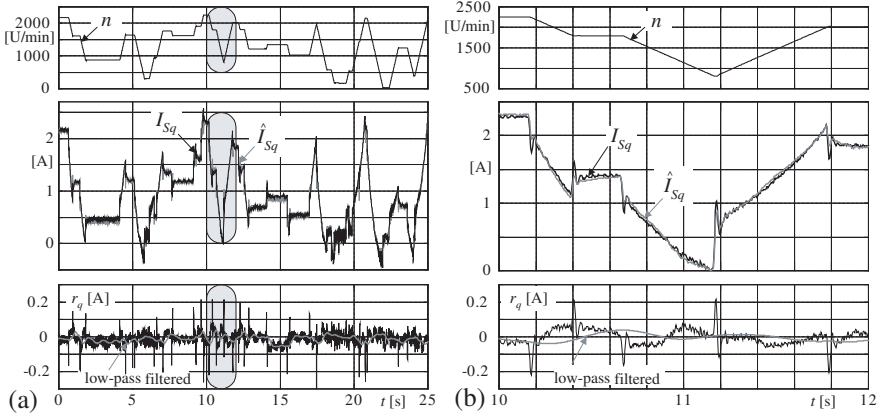 2000
[U/min]
1000
0
n
2
[A]
1
0
I_Sq
Î_Sq
0.2
0
-0.2
r_q [A]
low-pass filtered
(a)
0 5 10 15 20 25
t [s]
2500
[U/min]
1500
500
n
2
[A]
1
0
I_Sq
Î_Sq
0.2
0
-0.2
r_q [A]
low-pass filtered
(b)
10 11 12
t [s]